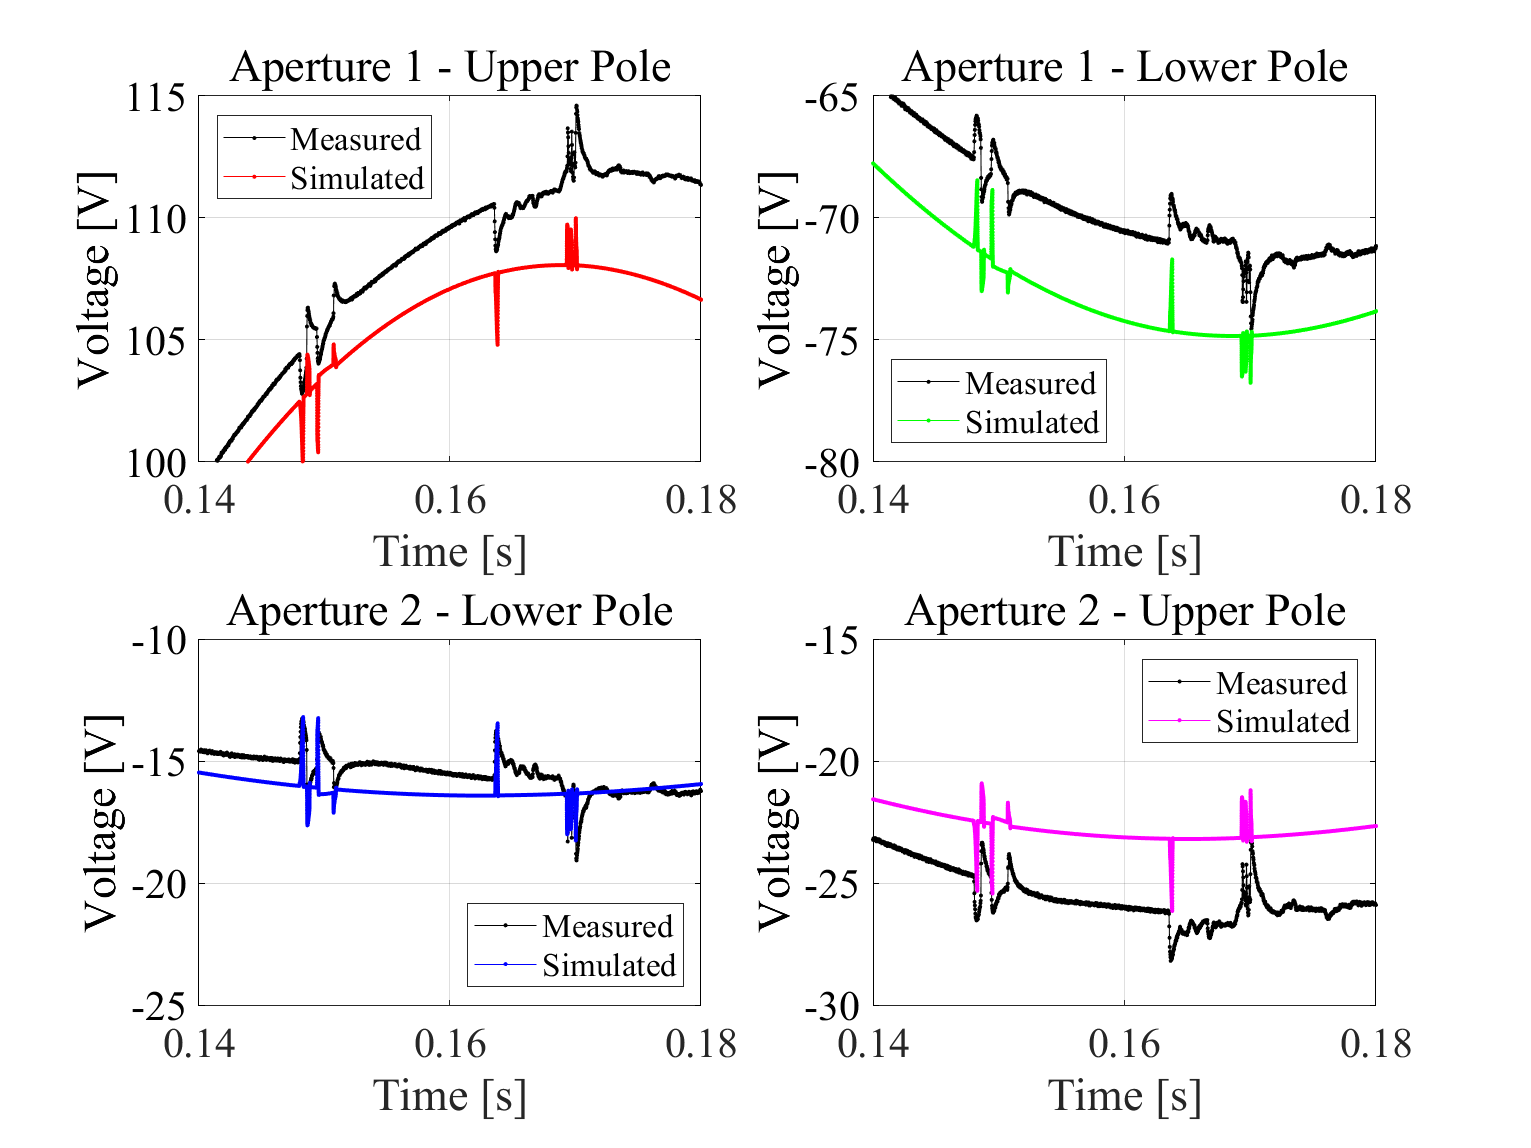 Aperture 1 - Upper Pole
115
110
105
100
Voltage [V]
Measured
Simulated
0.14
0.16
0.18
Time [s]
Aperture 1 - Lower Pole
-65
-70
-75
-80
Voltage [V]
Measured
Simulated
0.14
0.16
0.18
Time [s]
Aperture 2 - Lower Pole
-10
-15
-20
-25
Voltage [V]
Measured
Simulated
0.14
0.16
0.18
Time [s]
Aperture 2 - Upper Pole
-15
-20
-25
-30
Voltage [V]
Measured
Simulated
0.14
0.16
0.18
Time [s]